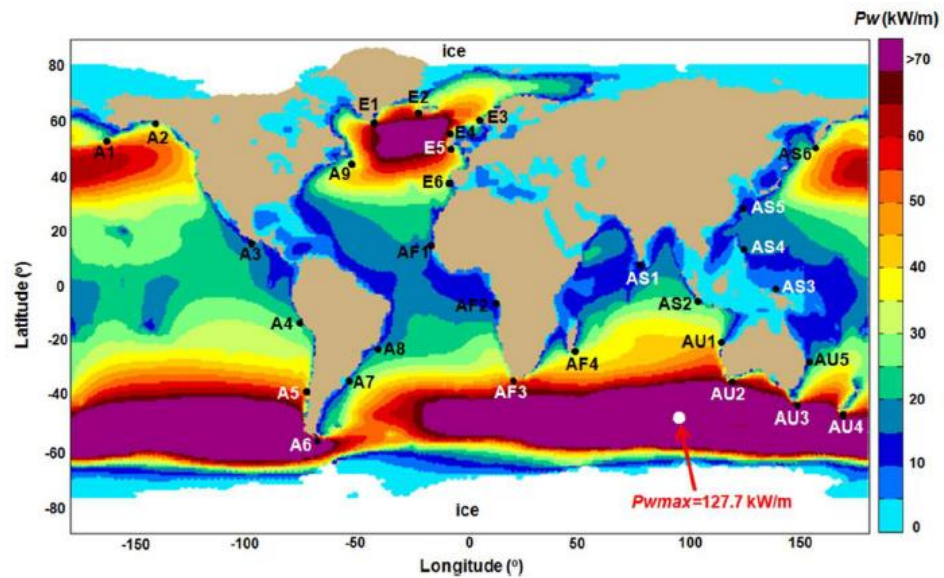 Pw (kW/m)
ice
80
>70
E1
E2
60
E3
A1
A2
E4
E5
AS6
60
A9
40
E6
50
AS5
20
A3
AF1
AS4
40
AS1
0
AF2
AS3
AS2
30
A4
-20
A8
AU1
AU5
AF4
A7
AF3
20
-40
A5
AU2
AU3
AU4
A6
10
-60
-80
ice
Pwmax=127.7 kW/m
0
-150
-100
-50
0
50
100
150
Latitude (º)
Longitude (º)